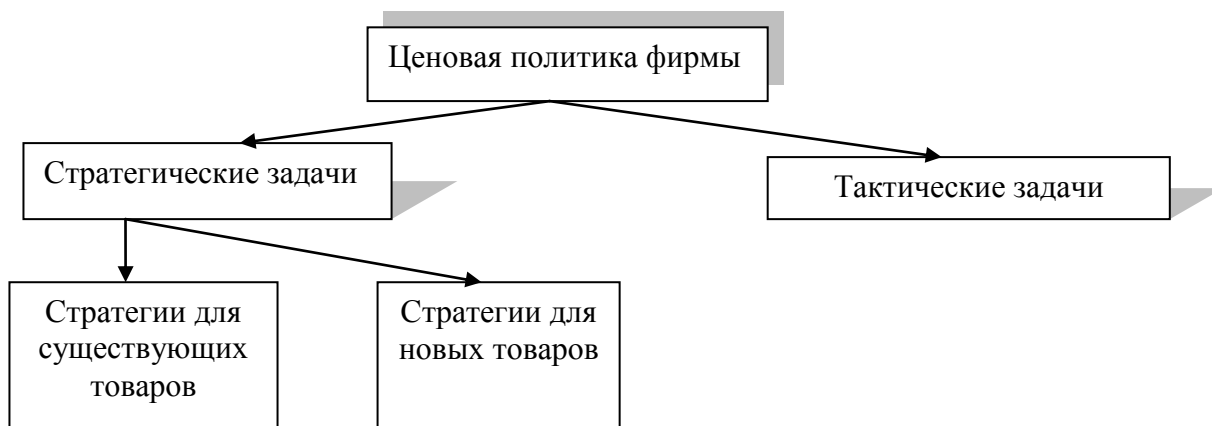 Ценовая политика фирмы
Стратегические задачи
Тактические задачи
Стратегии для
существующих
товаров
Стратегии для
новых товаров